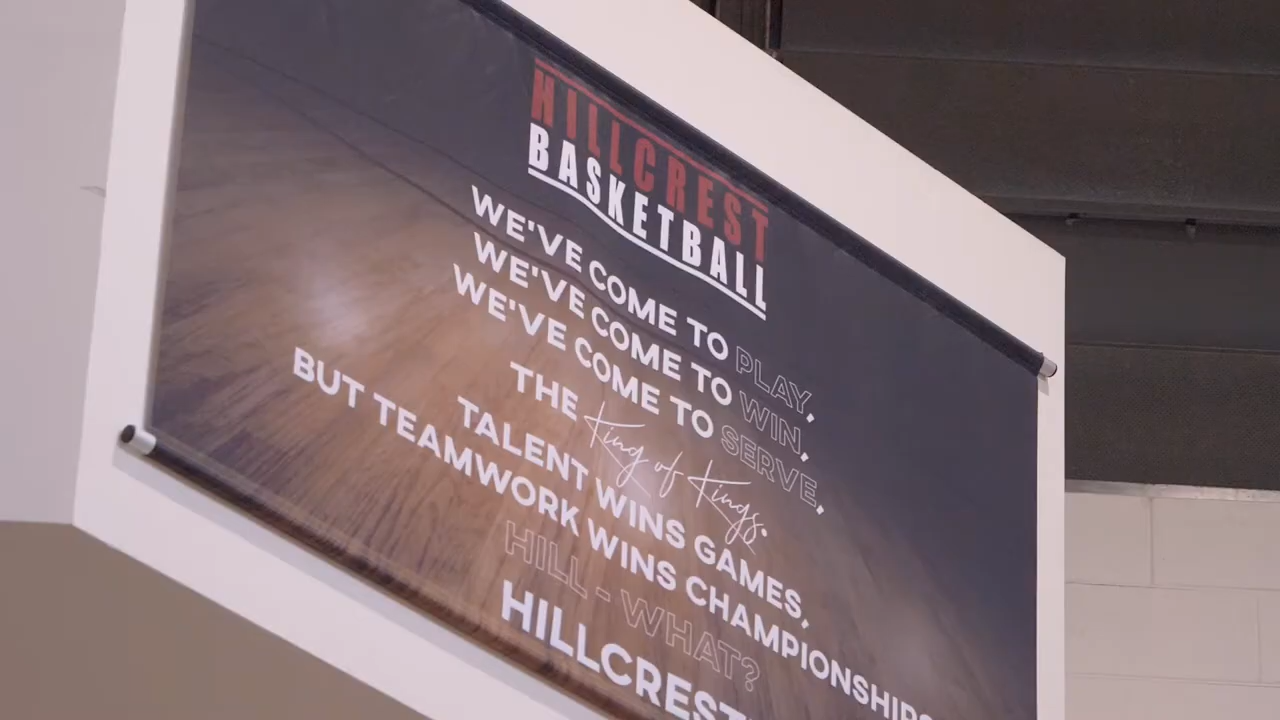 HILLCREST
BASKETBALL
WE'VE COME TO PLAY,
WE'VE COME TO WIN,
WE'VE COME TO SERVE,
THE King of Kings.
TALENT WINS GAMES,
BUT TEAMWORK WINS CHAMPIONSHIPS
HILL - WHAT?
HILLCREST